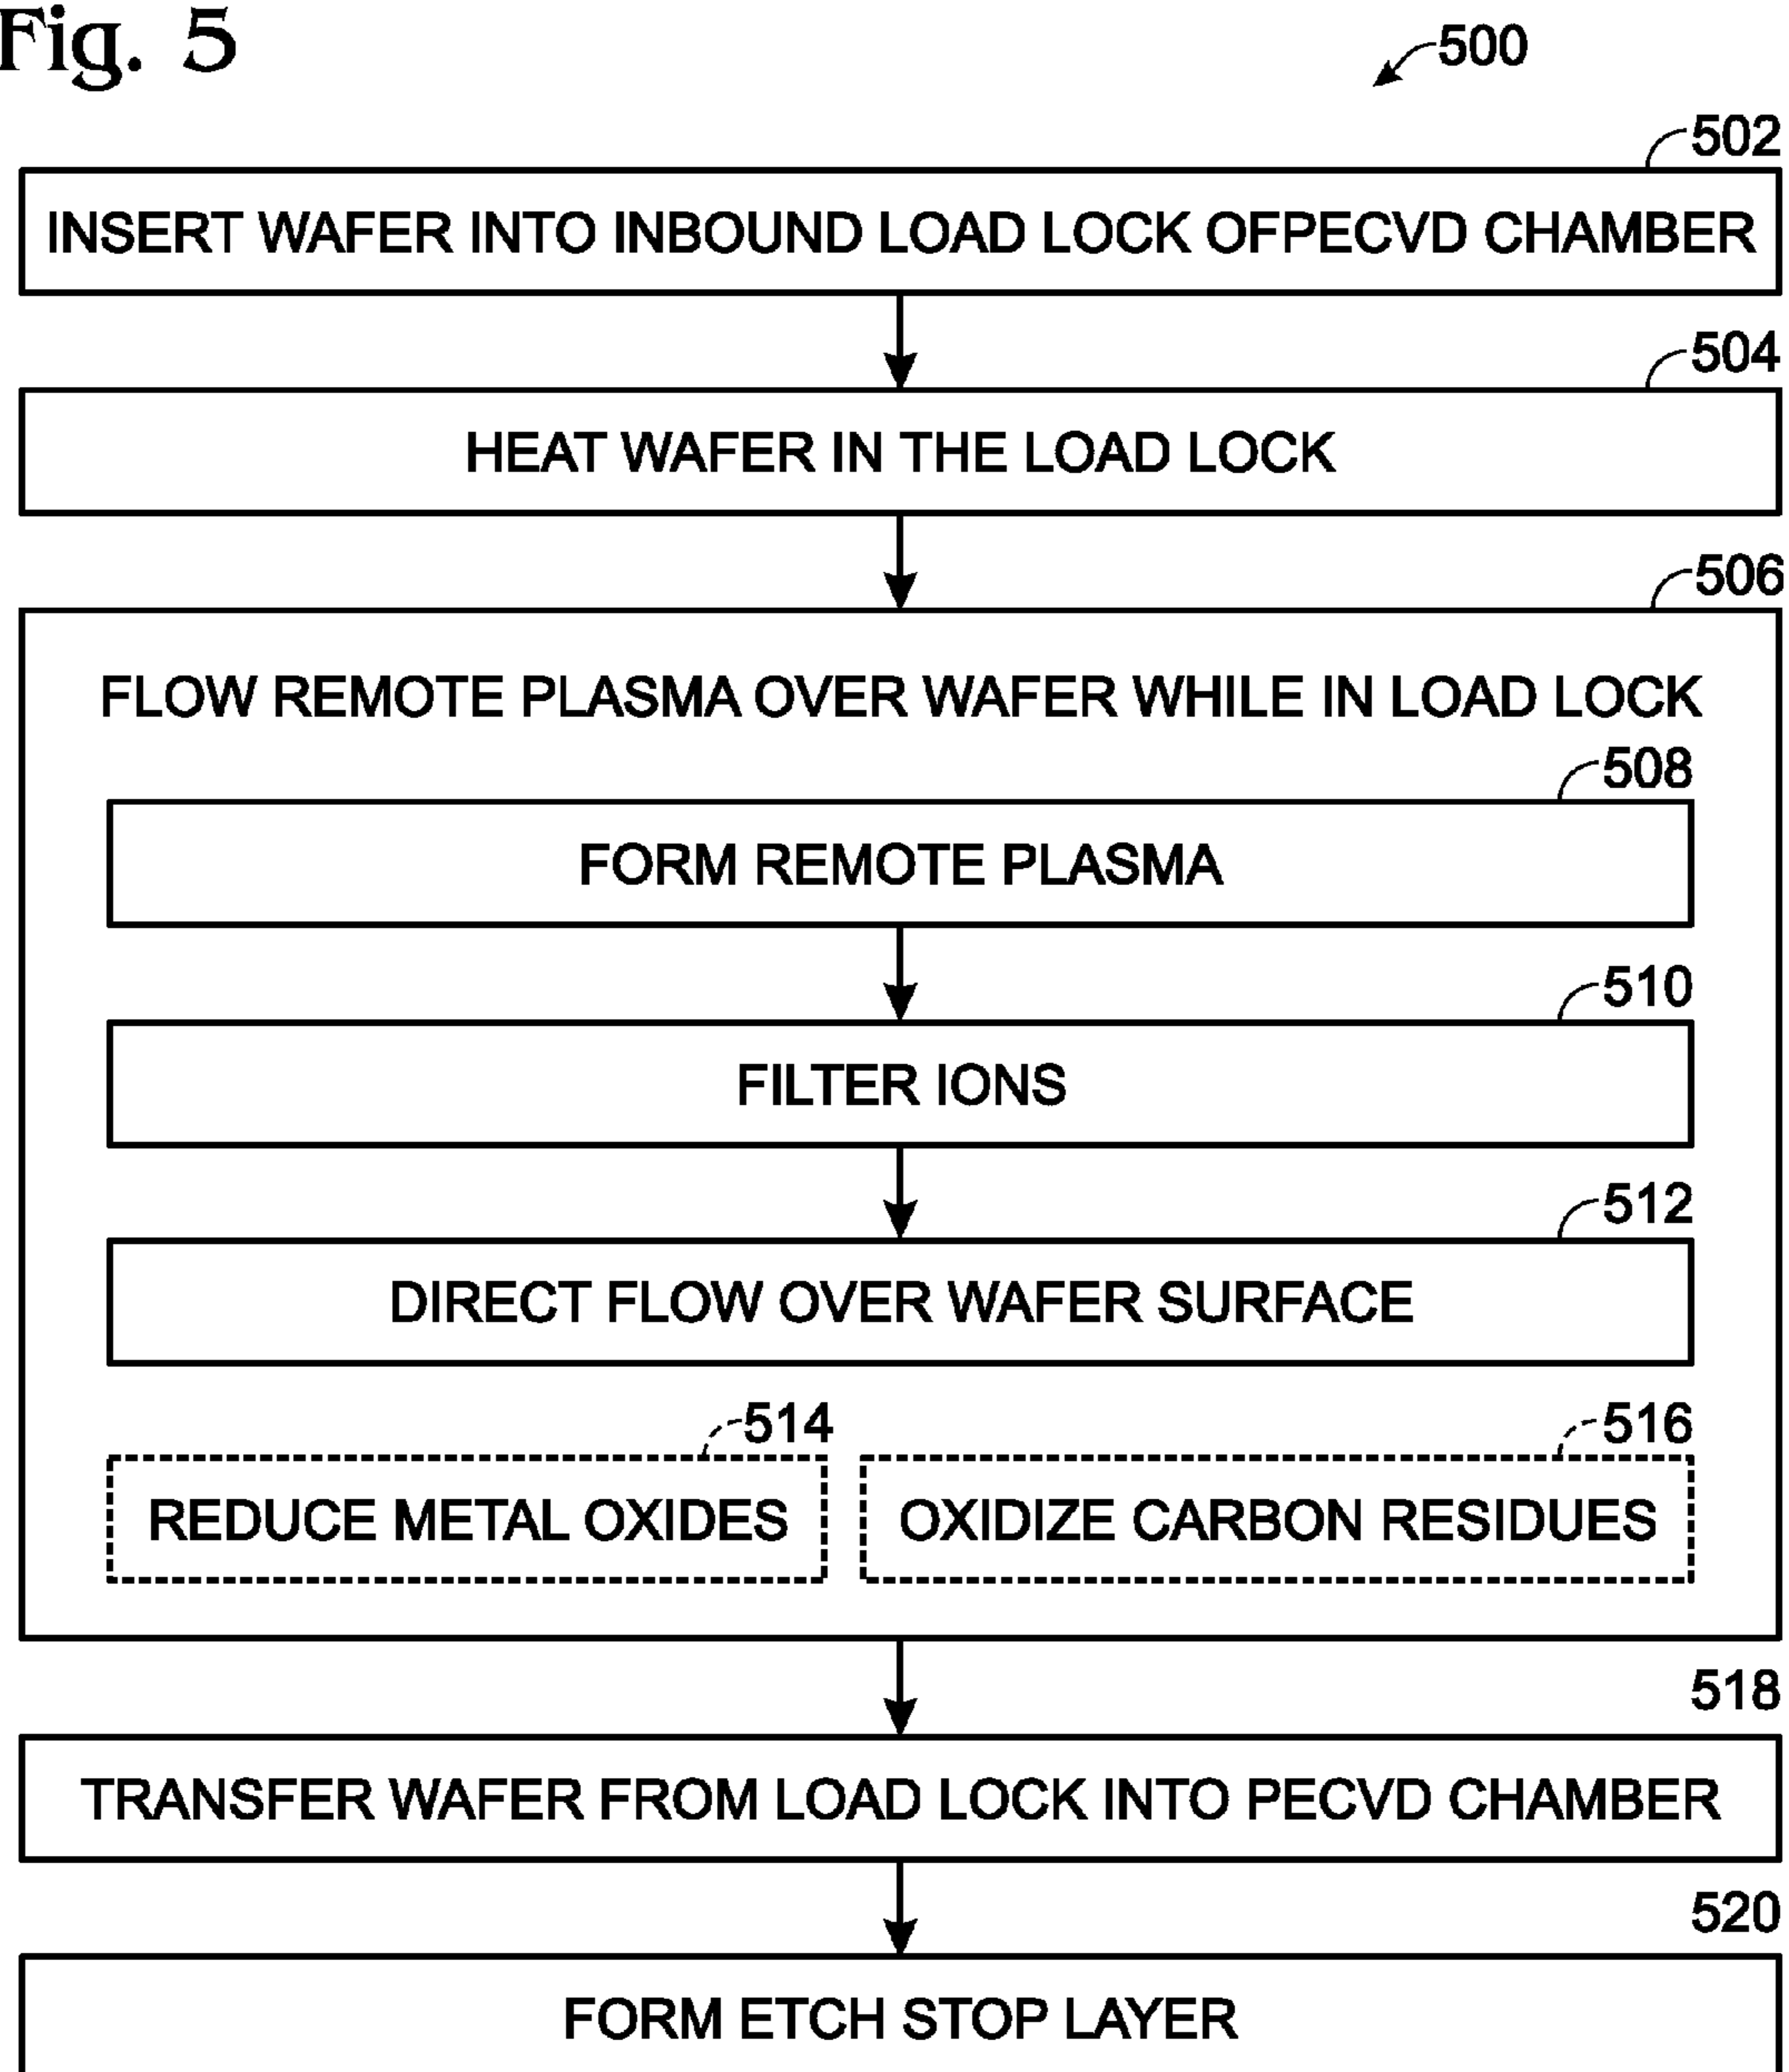 Fig. 5
500
502
INSERT WAFER INTO INBOUND LOAD LOCK OFPECVD CHAMBER
504
HEAT WAFER IN THE LOAD LOCK
506
FLOW REMOTE PLASMA OVER WAFER WHILE IN LOAD LOCK
508
FORM REMOTE PLASMA
510
FILTER IONS
512
DIRECT FLOW OVER WAFER SURFACE
514
516
REDUCE METAL OXIDES
OXIDIZE CARBON RESIDUES
518
TRANSFER WAFER FROM LOAD LOCK INTO PECVD CHAMBER
520
FORM ETCH STOP LAYER